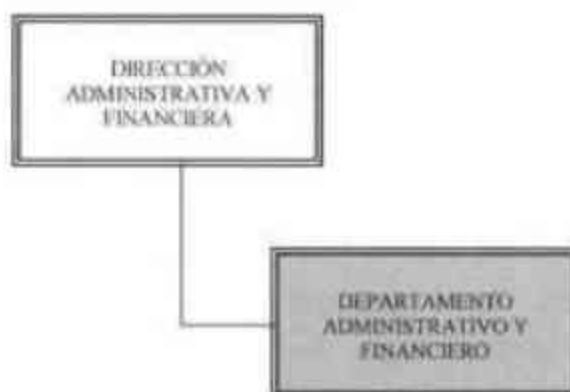 DIRECCIÓN
ADMINISTRATIVA Y
FINANCIERA
DEPARTAMENTO
ADMINISTRATIVO Y
FINANCIERO